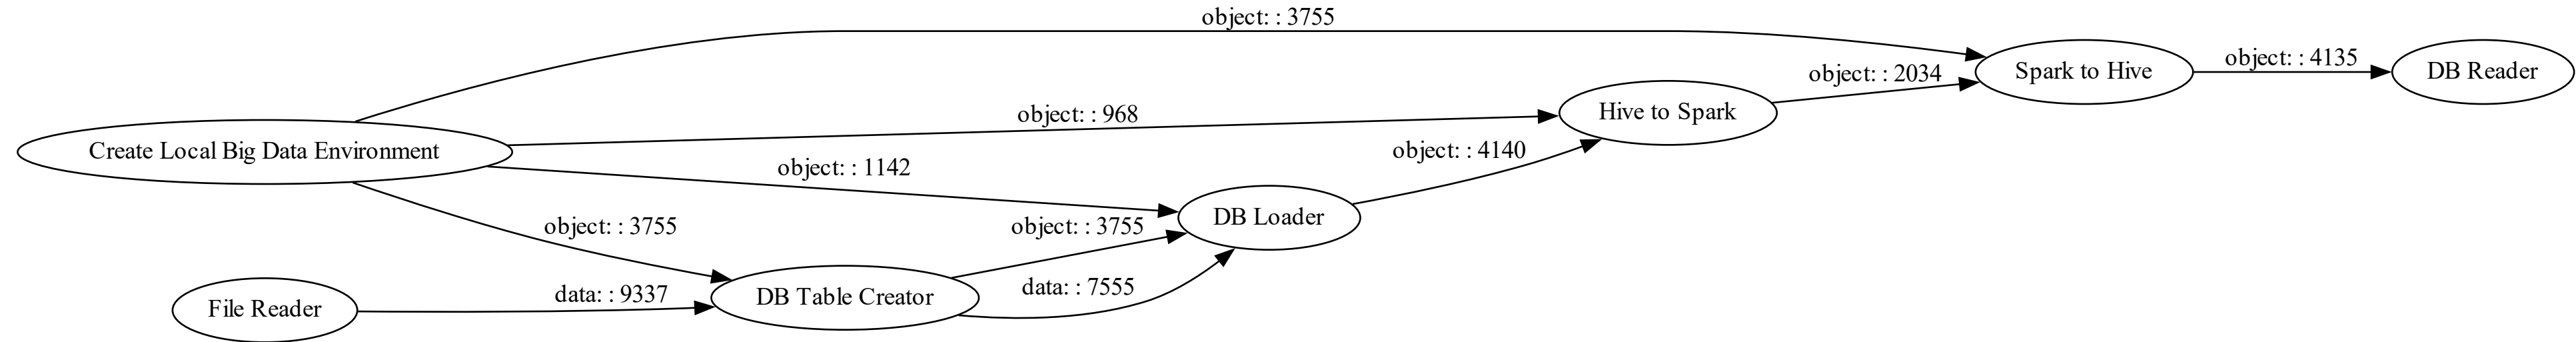 object: : 3755
Spark to Hive
object: : 4135
DB Reader
object: : 2034
Hive to Spark
object: : 968
Create Local Big Data Environment
object: : 4140
object: : 1142
DB Loader
object: : 3755
object: : 3755
data: : 7555
data: : 9337
DB Table Creator
File Reader